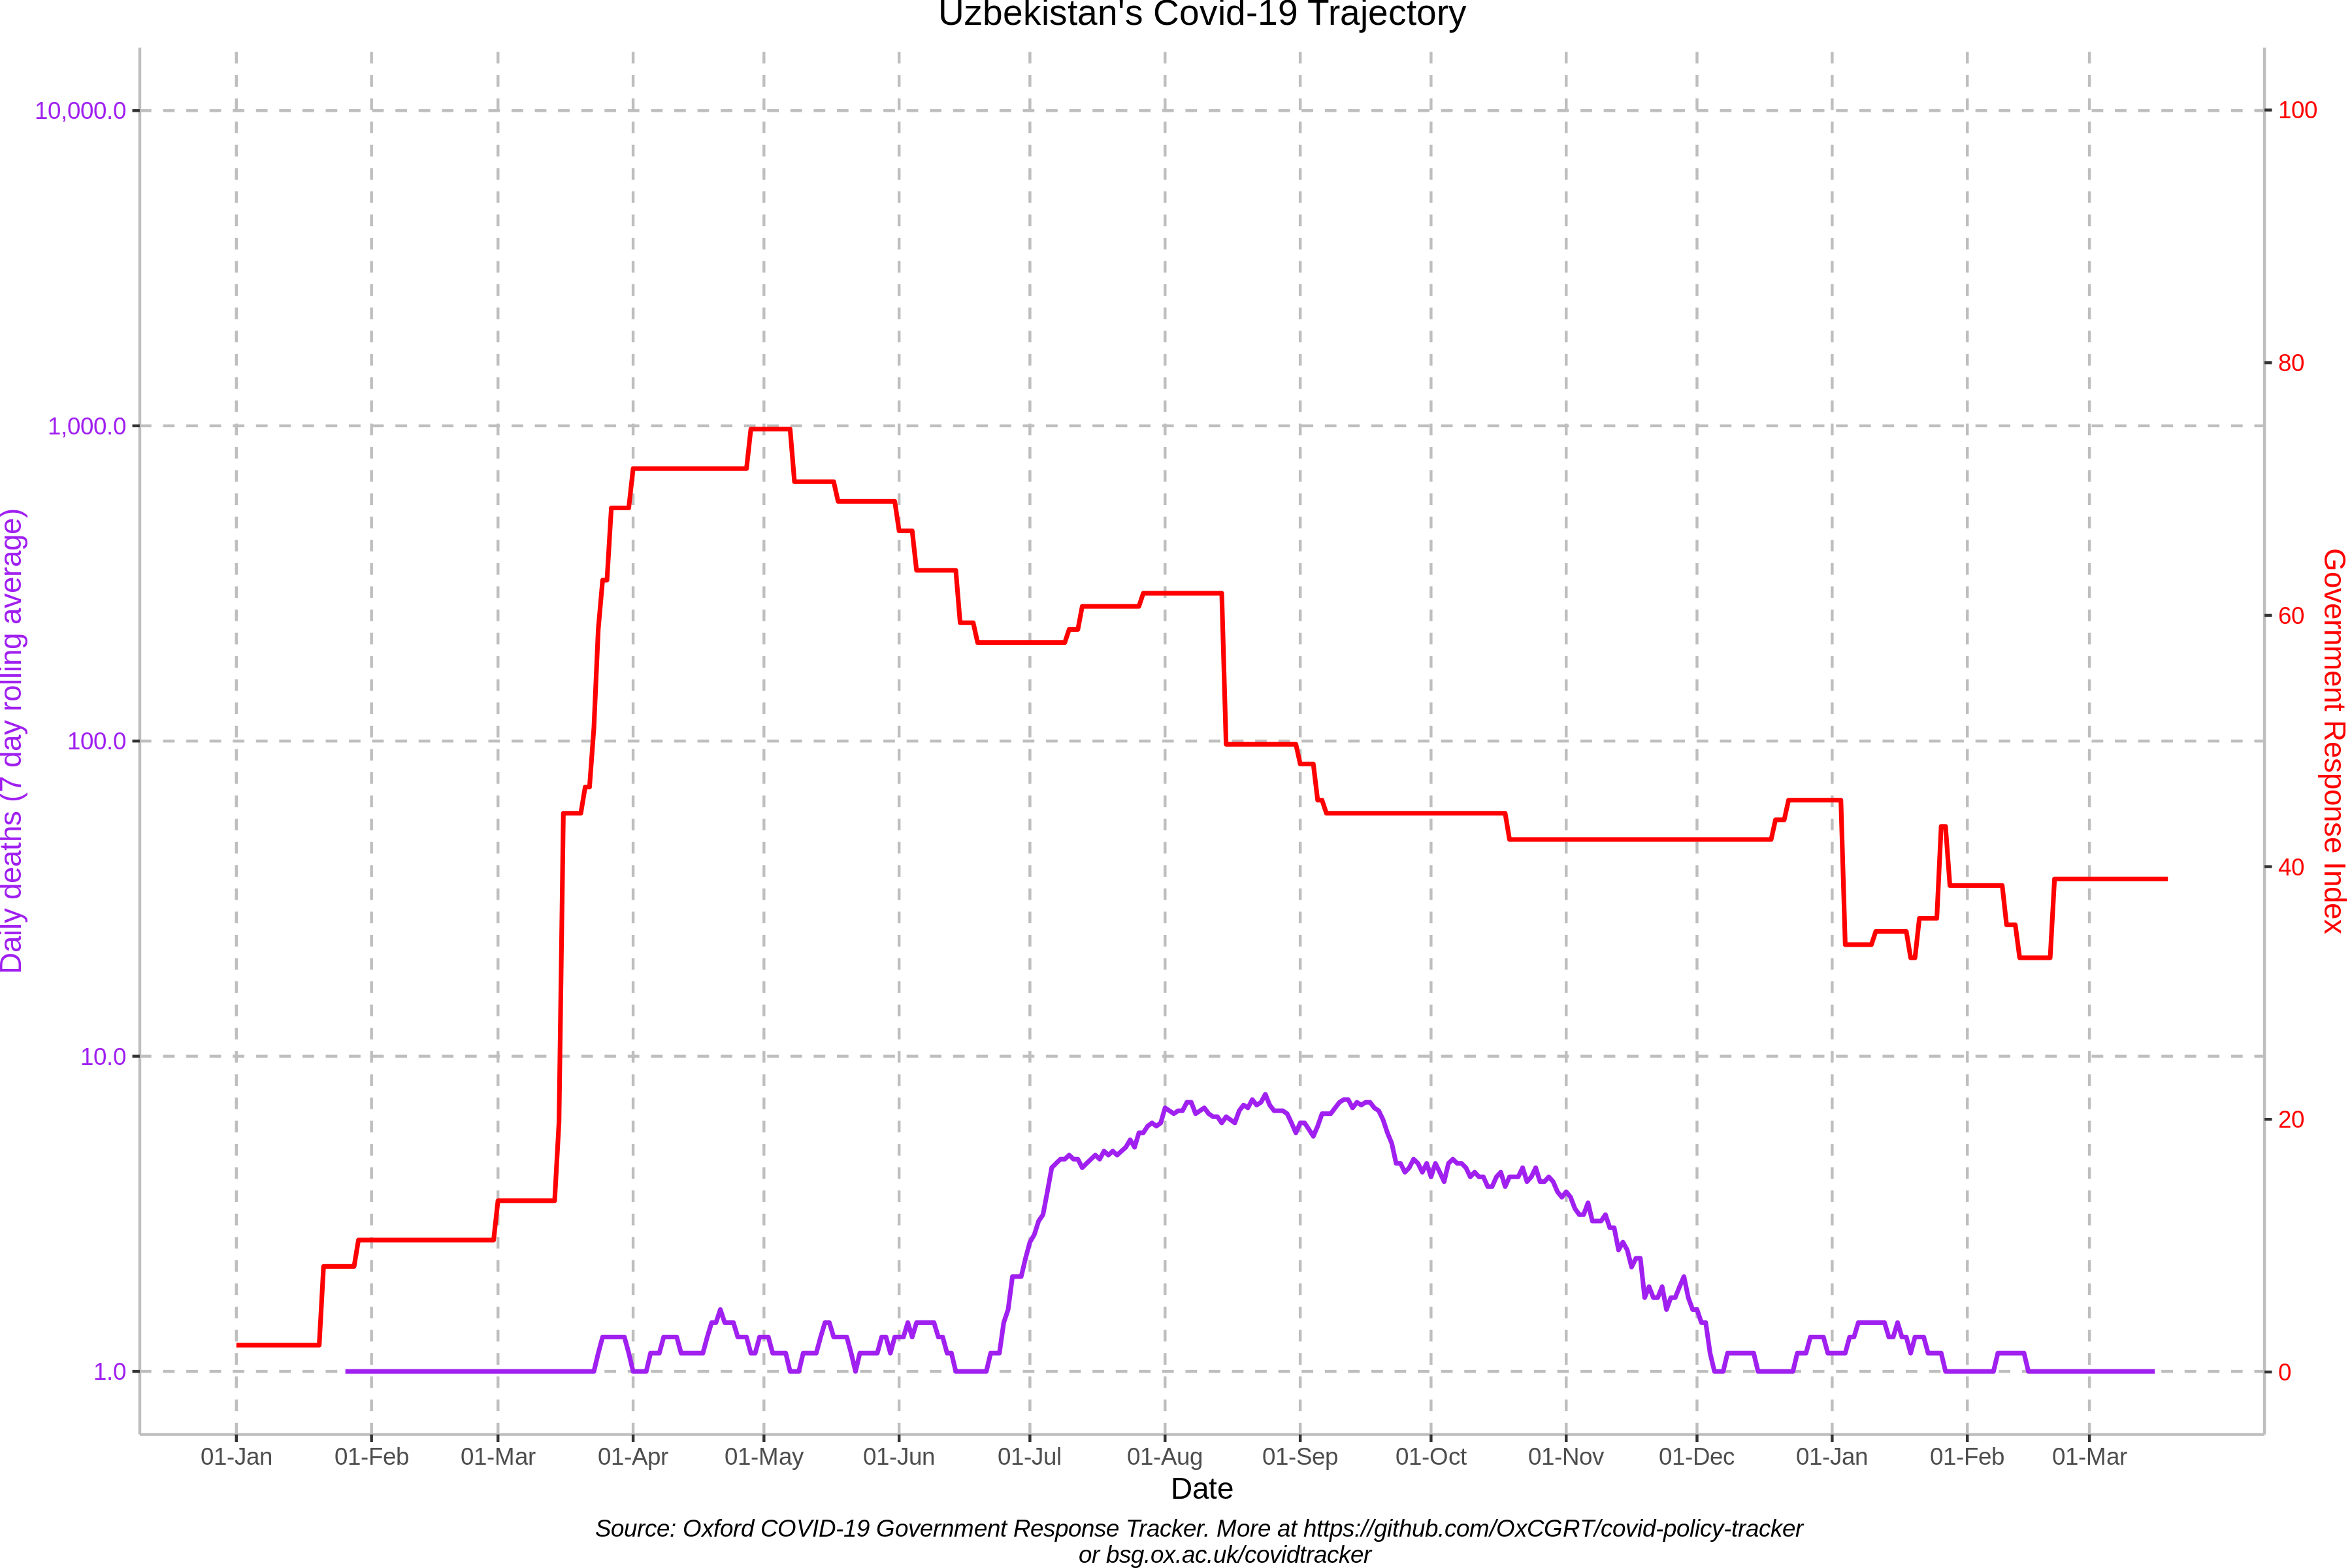 Uzbekistan's Covid-19 Trajectory
10,000.0
1,000.0
100.0
10.0
1.0
Daily deaths (7 day rolling average)
100
80
60
40
20
0
Government Response Index
01-Jan 01-Feb 01-Mar 01-Apr 01-May 01-Jun 01-Jul 01-Aug 01-Sep 01-Oct 01-Nov 01-Dec 01-Jan 01-Feb 01-Mar
Date
Source: Oxford COVID-19 Government Response Tracker. More at https://github.com/OxCGRT/covid-policy-tracker
or bsg.ox.ac.uk/covidtracker